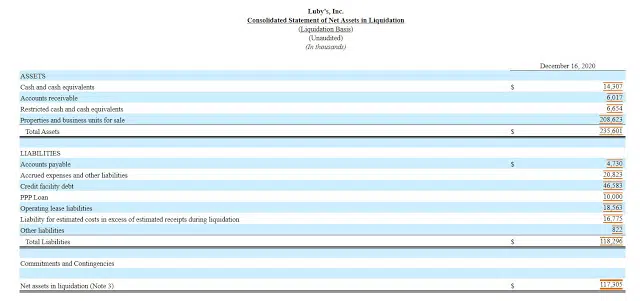 Luby's, Inc.
Consolidated Statement of Net Assets in Liquidation
(Liquidation Basis)
(Unaudited)
(In thousands)
December 16, 2020
ASSETS
Cash and cash equivalents $ 14,307
Accounts receivable 6,017
Restricted cash and cash equivalents 6,654
Properties and business units for sale 208,623
Total Assets $ 235,601
LIABILITIES
Accounts payable $ 4,730
Accrued expenses and other liabilities 20,823
Credit facility debt 46,583
PPP Loan 10,000
Operating lease liabilities 18,563
Liability for estimated costs in excess of estimated receipts during liquidation 16,775
Other liabilities 822
Total Liabilities $ 118,296
Commitments and Contingencies
Net assets in liquidation (Note 3) $ 117,305